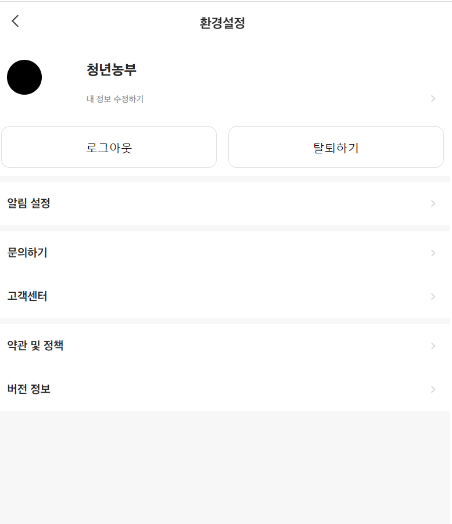 환경설정
청년농부
내 정보 수정하기
로그아웃
탈퇴하기
알림 설정
문의하기
고객센터
약관 및 정책
버전 정보